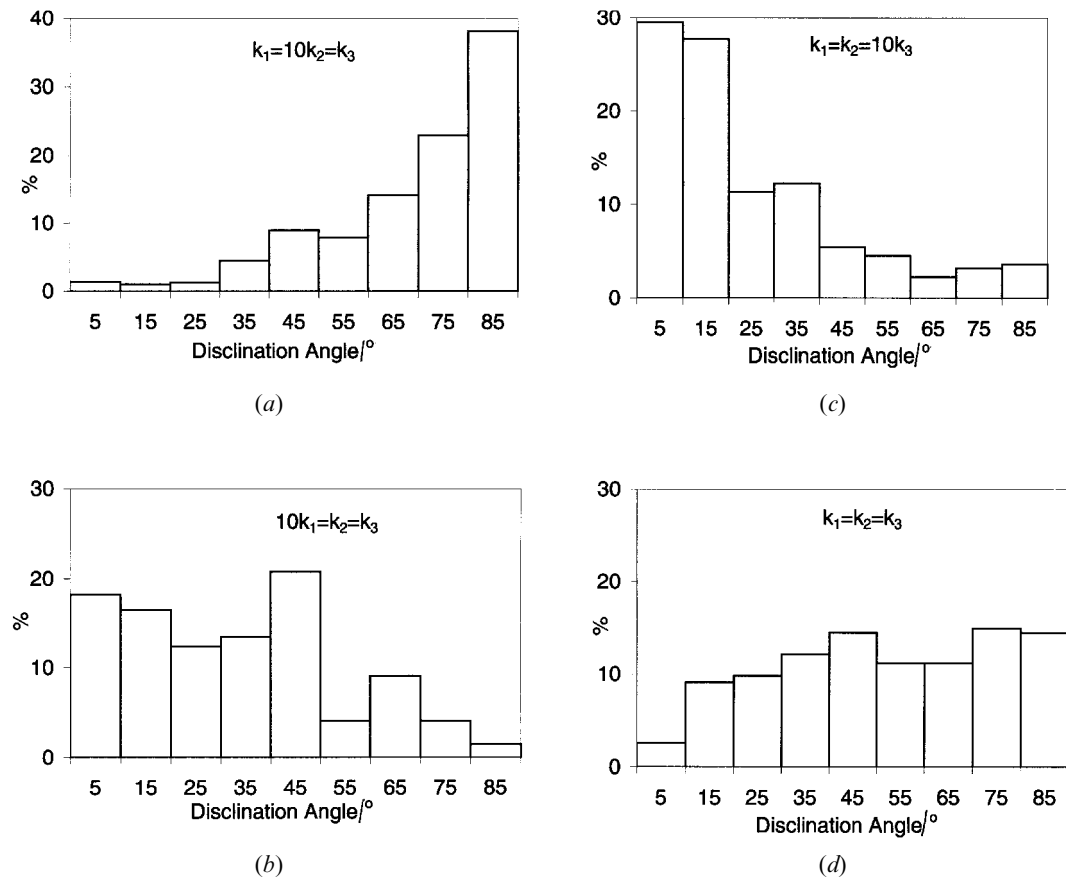 40
30
20
10
0
%
k₁=10k₂=k₃
5 15 25 35 45 55 65 75 85
Disclination Angle/°
(a)
30
20
10
0
%
k₁=k₂=10k₃
5 15 25 35 45 55 65 75 85
Disclination Angle/°
(c)
30
20
10
0
%
10k₁=k₂=k₃
5 15 25 35 45 55 65 75 85
Disclination Angle/°
(b)
30
20
10
0
%
k₁=k₂=k₃
5 15 25 35 45 55 65 75 85
Disclination Angle/°
(d)